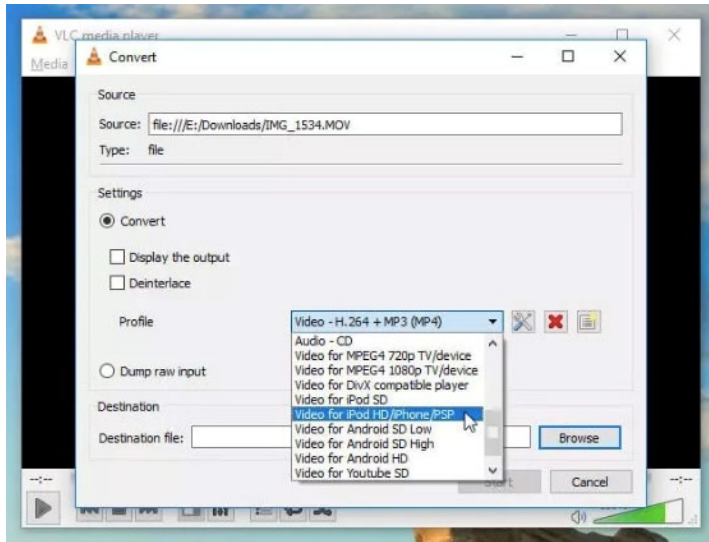 VLC media player
Media
Convert
Source
Source: file:///E:/Downloads/IMG_1534.MOV
Type: file
Settings
Convert
Display the output
Deinterlace
Profile Video - H.264 + MP3 (MP4)
Audio - CD
Video for MPEG4 720p TV/device
Video for MPEG4 1080p TV/device
Dump raw input
Video for DivX compatible player
Video for iPod SD
Destination
Video for iPod HD/iPhone/PSP
Video for Android SD Low
Destination file: Browse
Video for Android SD High
Video for Android HD
Video for Youtube SD
Start Cancel
--:-- --:--